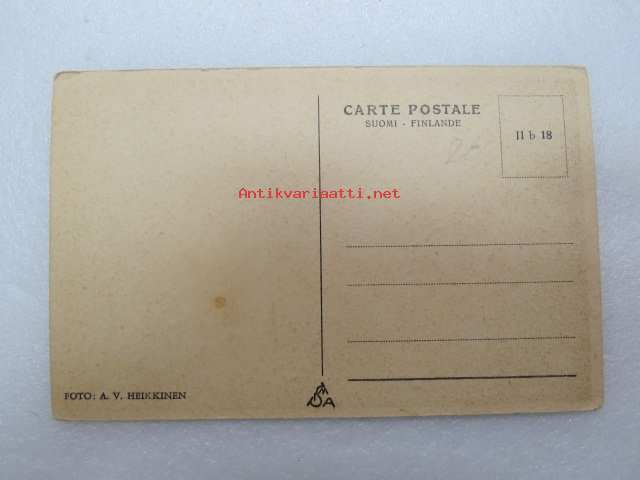 CARTE POSTALE
SUOMI - FINLANDE
II b 18
Antikvariaatti.net
FOTO: A. V. HEIKKINEN